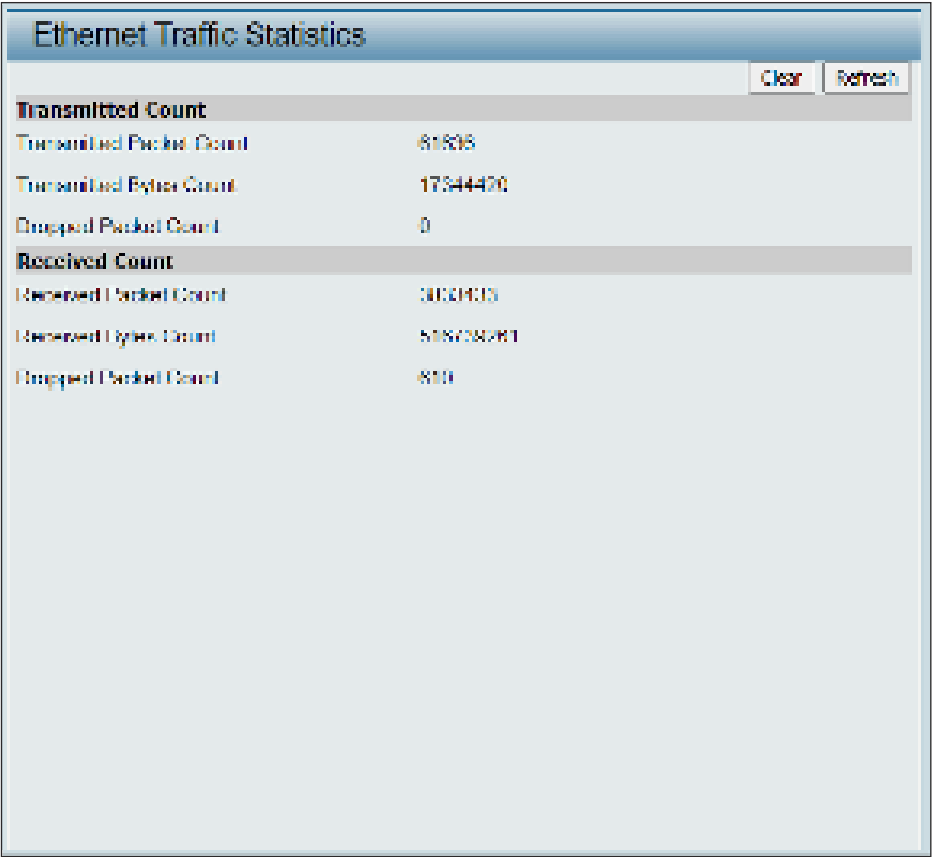 Ethernet Traffic Statistics
Clear Refresh
Transmitted Count
Transmitted Packet Count
Transmitted Bytes Count
Dropped Packet Count 0
Received Count
Received Packet Count
Received Bytes Count
Dropped Packet Count